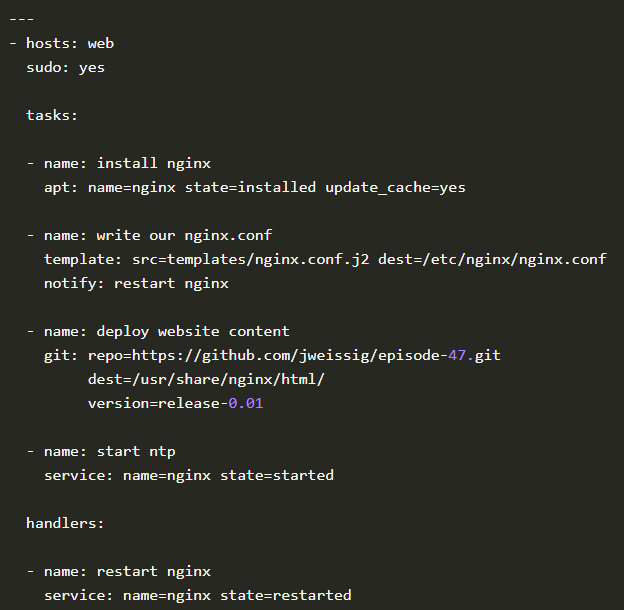 ---
- hosts: web
  sudo: yes

  tasks:

  - name: install nginx
    apt: name=nginx state=installed update_cache=yes

  - name: write our nginx.conf
    template: src=templates/nginx.conf.j2 dest=/etc/nginx/nginx.conf
    notify: restart nginx

  - name: deploy website content
    git: repo=https://github.com/jweissig/episode-47.git
         dest=/usr/share/nginx/html/
         version=release-0.01

  - name: start ntp
    service: name=nginx state=started

  handlers:

  - name: restart nginx
    service: name=nginx state=restarted